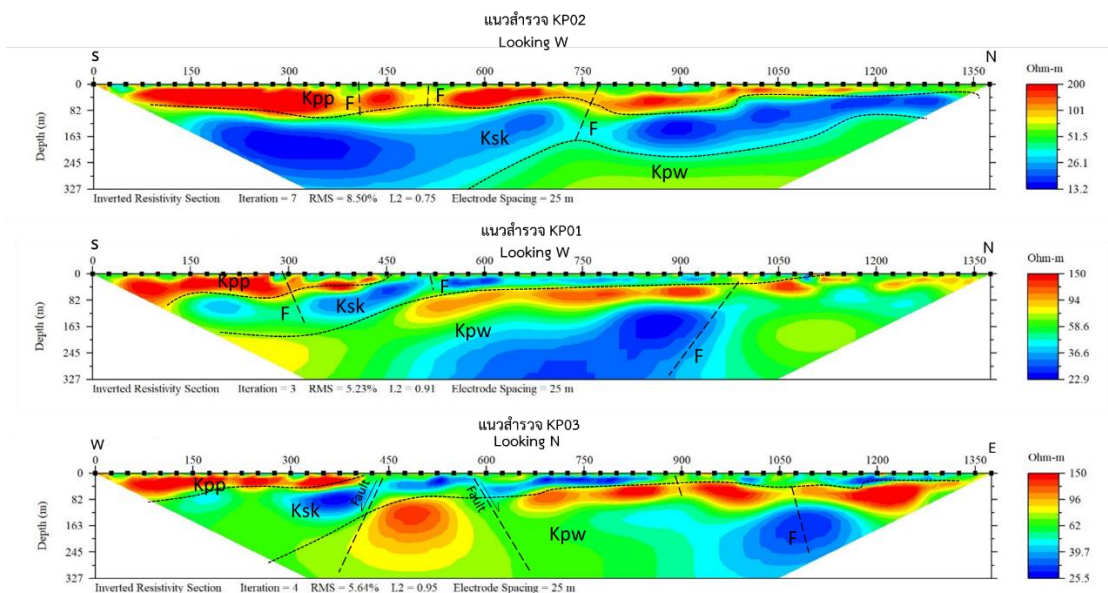 แนวสำรวจ KP02
Looking W
S N
0 150 300 450 600 750 900 1050 1200 1350
Ohm-m
Depth (m)
0
82
163
245
327
Kpp F F Ksk F Kpw
200
101
51.5
26.1
13.2
Inverted Resistivity Section Iteration = 7 RMS = 8.50% L2 = 0.75 Electrode Spacing = 25 m
แนวสำรวจ KP01
Looking W
S N
0 150 300 450 600 750 900 1050 1200 1350
Ohm-m
Depth (m)
0
82
163
245
327
Kpp F Ksk F Kpw F
150
94
58.6
36.6
22.9
Inverted Resistivity Section Iteration = 3 RMS = 5.23% L2 = 0.91 Electrode Spacing = 25 m
แนวสำรวจ KP03
Looking N
W E
0 150 300 450 600 750 900 1050 1200 1350
Ohm-m
Depth (m)
0
82
163
245
327
Kpp Ksk Fault Fault Kpw F
150
96
62
39.7
25.5
Inverted Resistivity Section Iteration = 4 RMS = 5.64% L2 = 0.95 Electrode Spacing = 25 m